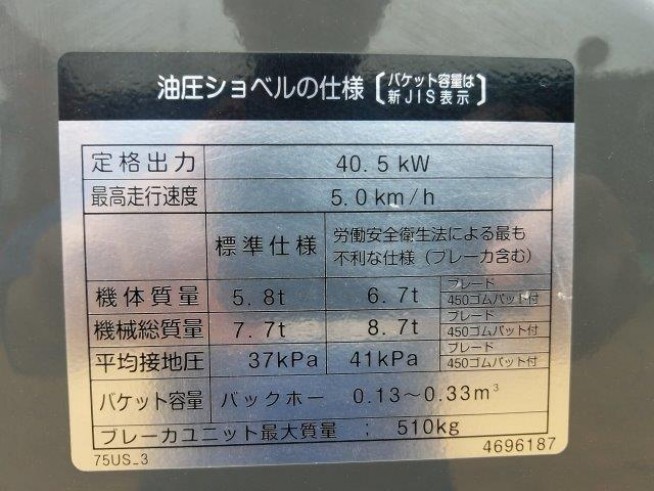 油圧ショベルの仕様〔バケット容量は新JIS表示〕
定格出力 40.5kW
最高走行速度 5.0km/h
標準仕様 労働安全衛生法による最も
不利な仕様(ブレーカ含む)
機体質量 5.8t 6.7t ブレード
450ゴムパット付
機械総質量 7.7t 8.7t ブレード
450ゴムパット付
平均接地圧 37kPa 41kPa ブレード
450ゴムパット付
バケット容量 バックホー 0.13〜0.33m³
ブレーカユニット最大質量 : 510kg
75US_3 4696187